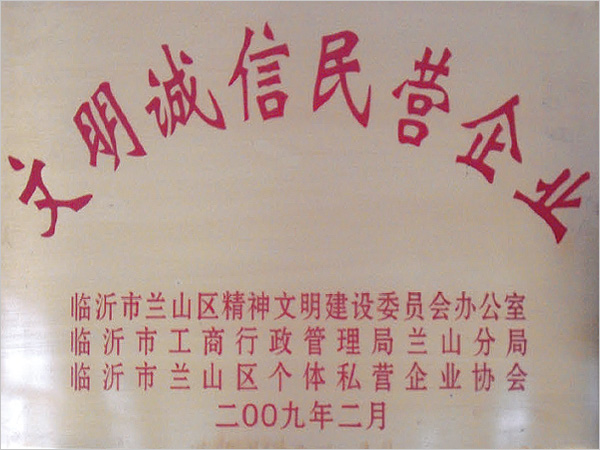 文明诚信民营企业
临沂市兰山区精神文明建设委员会办公室
临沂市工商行政管理局兰山分局
临沂市兰山区个体私营企业协会
二OO九年二月